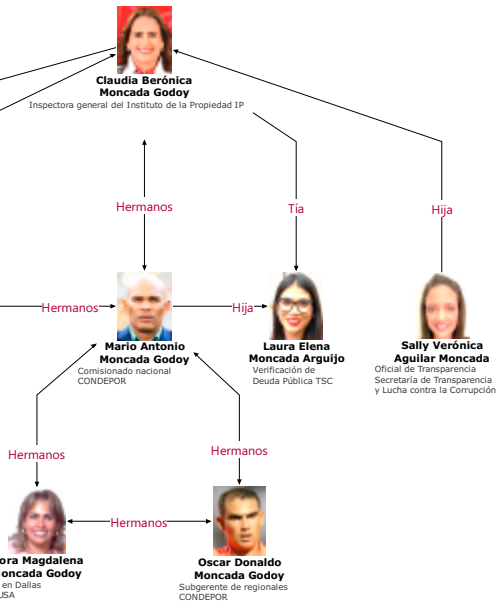 Claudia Berónica
Moncada Godoy
Inspectora general del Instituto de la Propiedad IP
Hermanos
Tía
Hija
Hermanos
Hija
Mario Antonio
Moncada Godoy
Comisionado nacional
CONDEPOR
Laura Elena
Moncada Arguijo
Verificación de
Deuda Pública TSC
Sally Verónica
Aguilar Moncada
Oficial de Transparencia
Secretaría de Transparencia
y Lucha contra la Corrupción
Hermanos
Hermanos
Hermanos
ora Magdalena
oncada Godoy
en Dallas
USA
Oscar Donaldo
Moncada Godoy
Subgerente de regionales
CONDEPOR